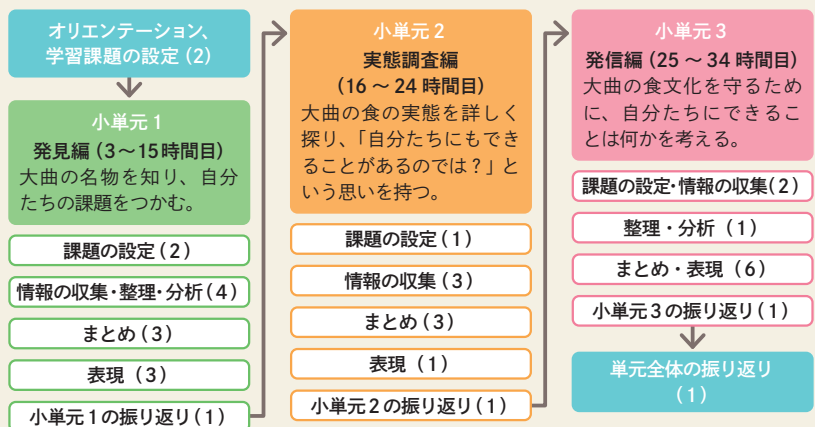 オリエンテーション、
学習課題の設定（2）
小単元 1
発見編（3～15時間目）
大曲の名物を知り、自分
たちの課題をつかむ。
課題の設定（2）
情報の収集・整理・分析（4）
まとめ（3）
表現（3）
小単元1の振り返り（1）
小単元 2
実態調査編
（16 ～ 24 時間目）
大曲の食の実態を詳しく
探り、「自分たちにもでき
ることがあるのでは？」と
いう思いを持つ。
課題の設定（1）
情報の収集（3）
まとめ（3）
表現（1）
小単元2の振り返り（1）
小単元 3
発信編（25 ～ 34 時間目）
大曲の食文化を守るため
に、自分たちにできるこ
とは何かを考える。
課題の設定・情報の収集（2）
整理・分析（1）
まとめ・表現（6）
小単元3の振り返り（1）
単元全体の振り返り
（1）